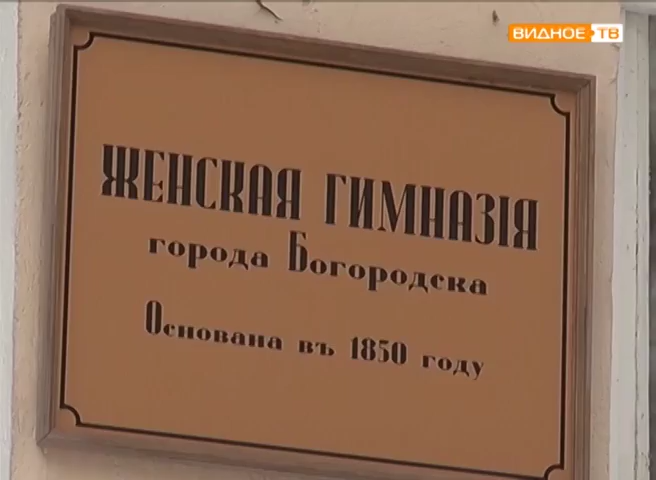 ВИДНОЕ ТВ
ЖЕНСКАЯ ГИМНАЗІЯ
города Богородска
Основана въ 1850 году